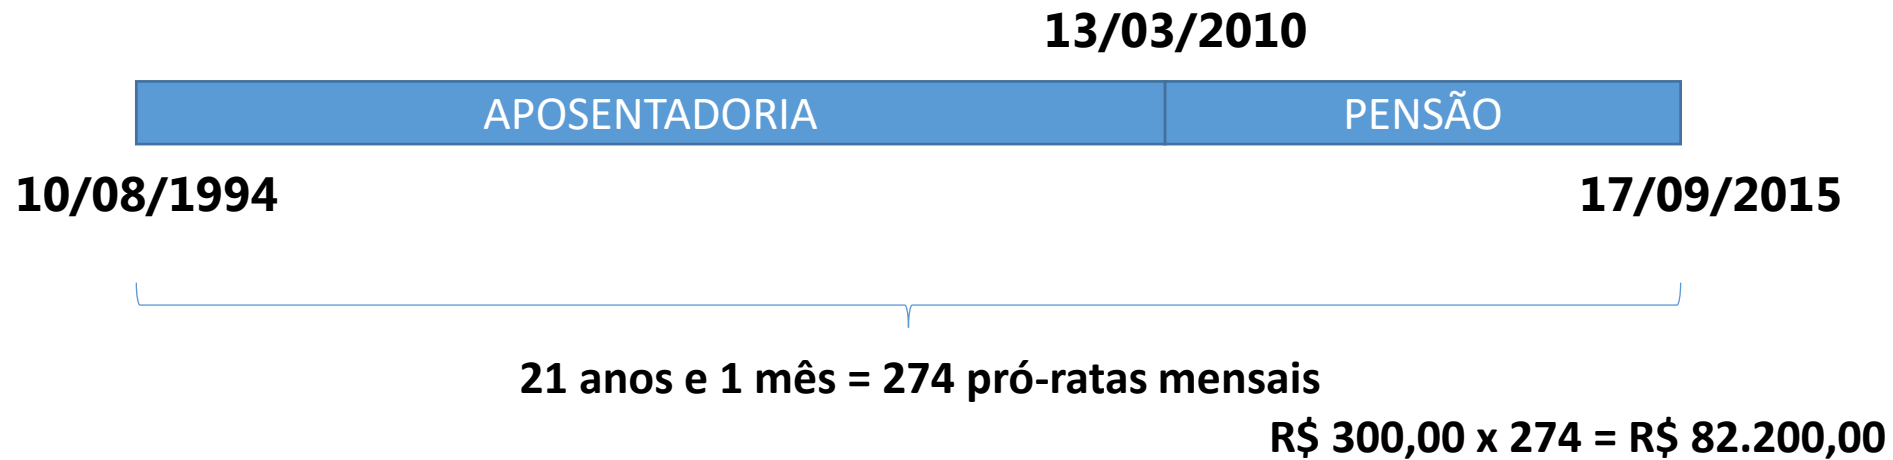 13/03/2010
APOSENTADORIA
PENSÃO
10/08/1994
17/09/2015
21 anos e 1 mês = 274 pró-ratas mensais
R$ 300,00 x 274 = R$ 82.200,00